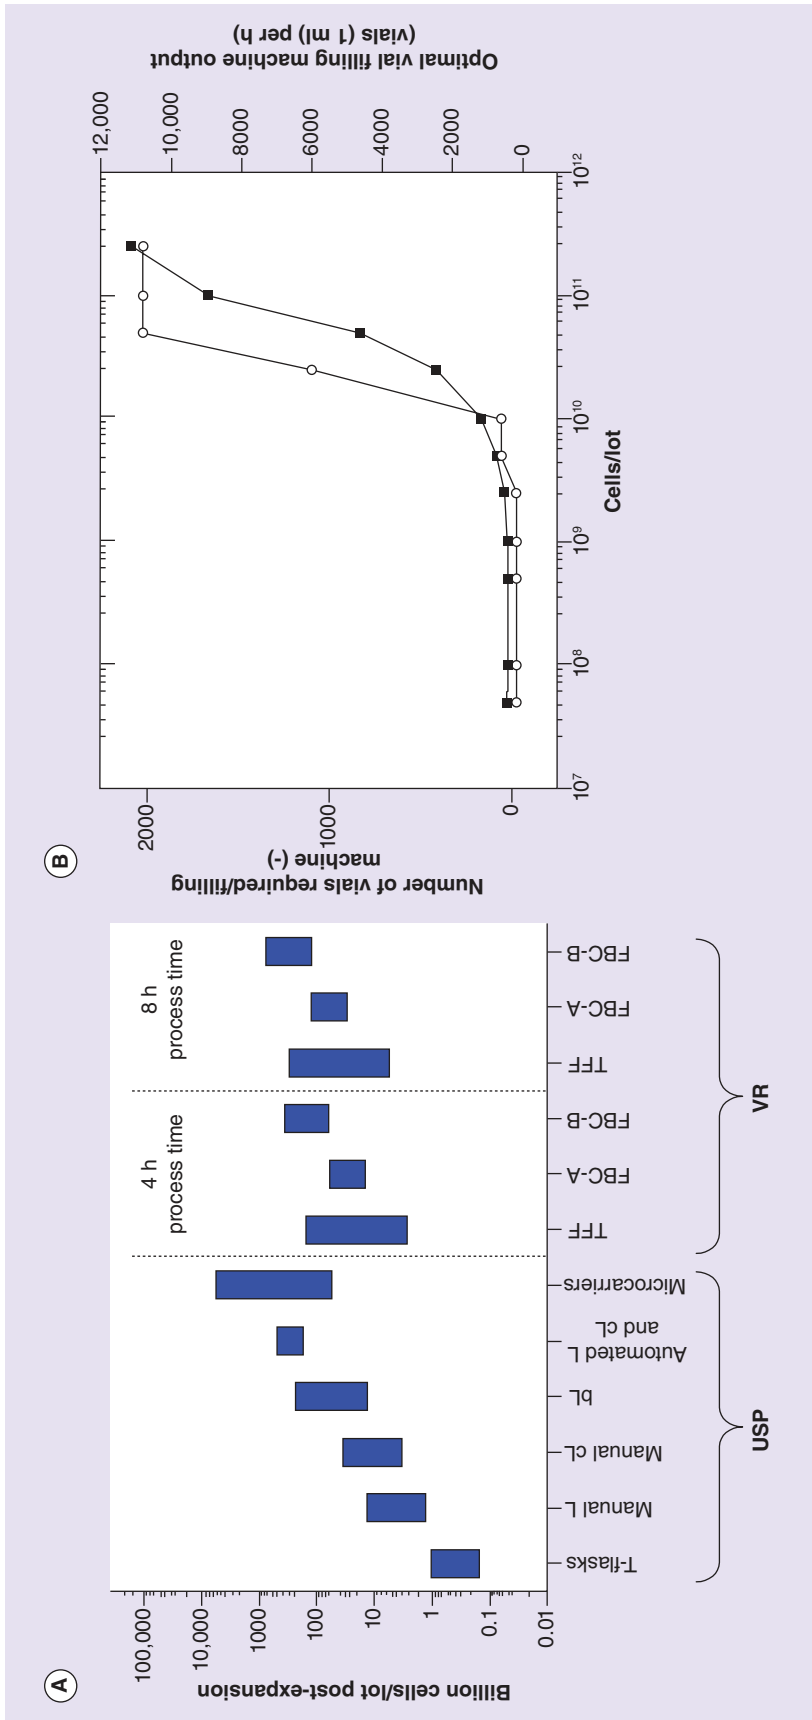 A
Billion cells/lot post-expansion
100,000
10,000
1000
100
10
1
0.1
0.01
4 h
process time
8 h
process time
T-flasks
Manual L
Manual cL
bL
Automated L
and cL
Microcarriers
TFF
FBC-A
FBC-B
TFF
FBC-A
FBC-B
USP
VR
B
Number of vials required/filling
machine (-)
2000
1000
0
Optimal vial filling machine output
(vials (1 ml) per h
12,000
10,000
8000
6000
4000
2000
0
10⁷
10⁸
10⁹
10¹⁰
10¹¹
10¹²
Cells/lot